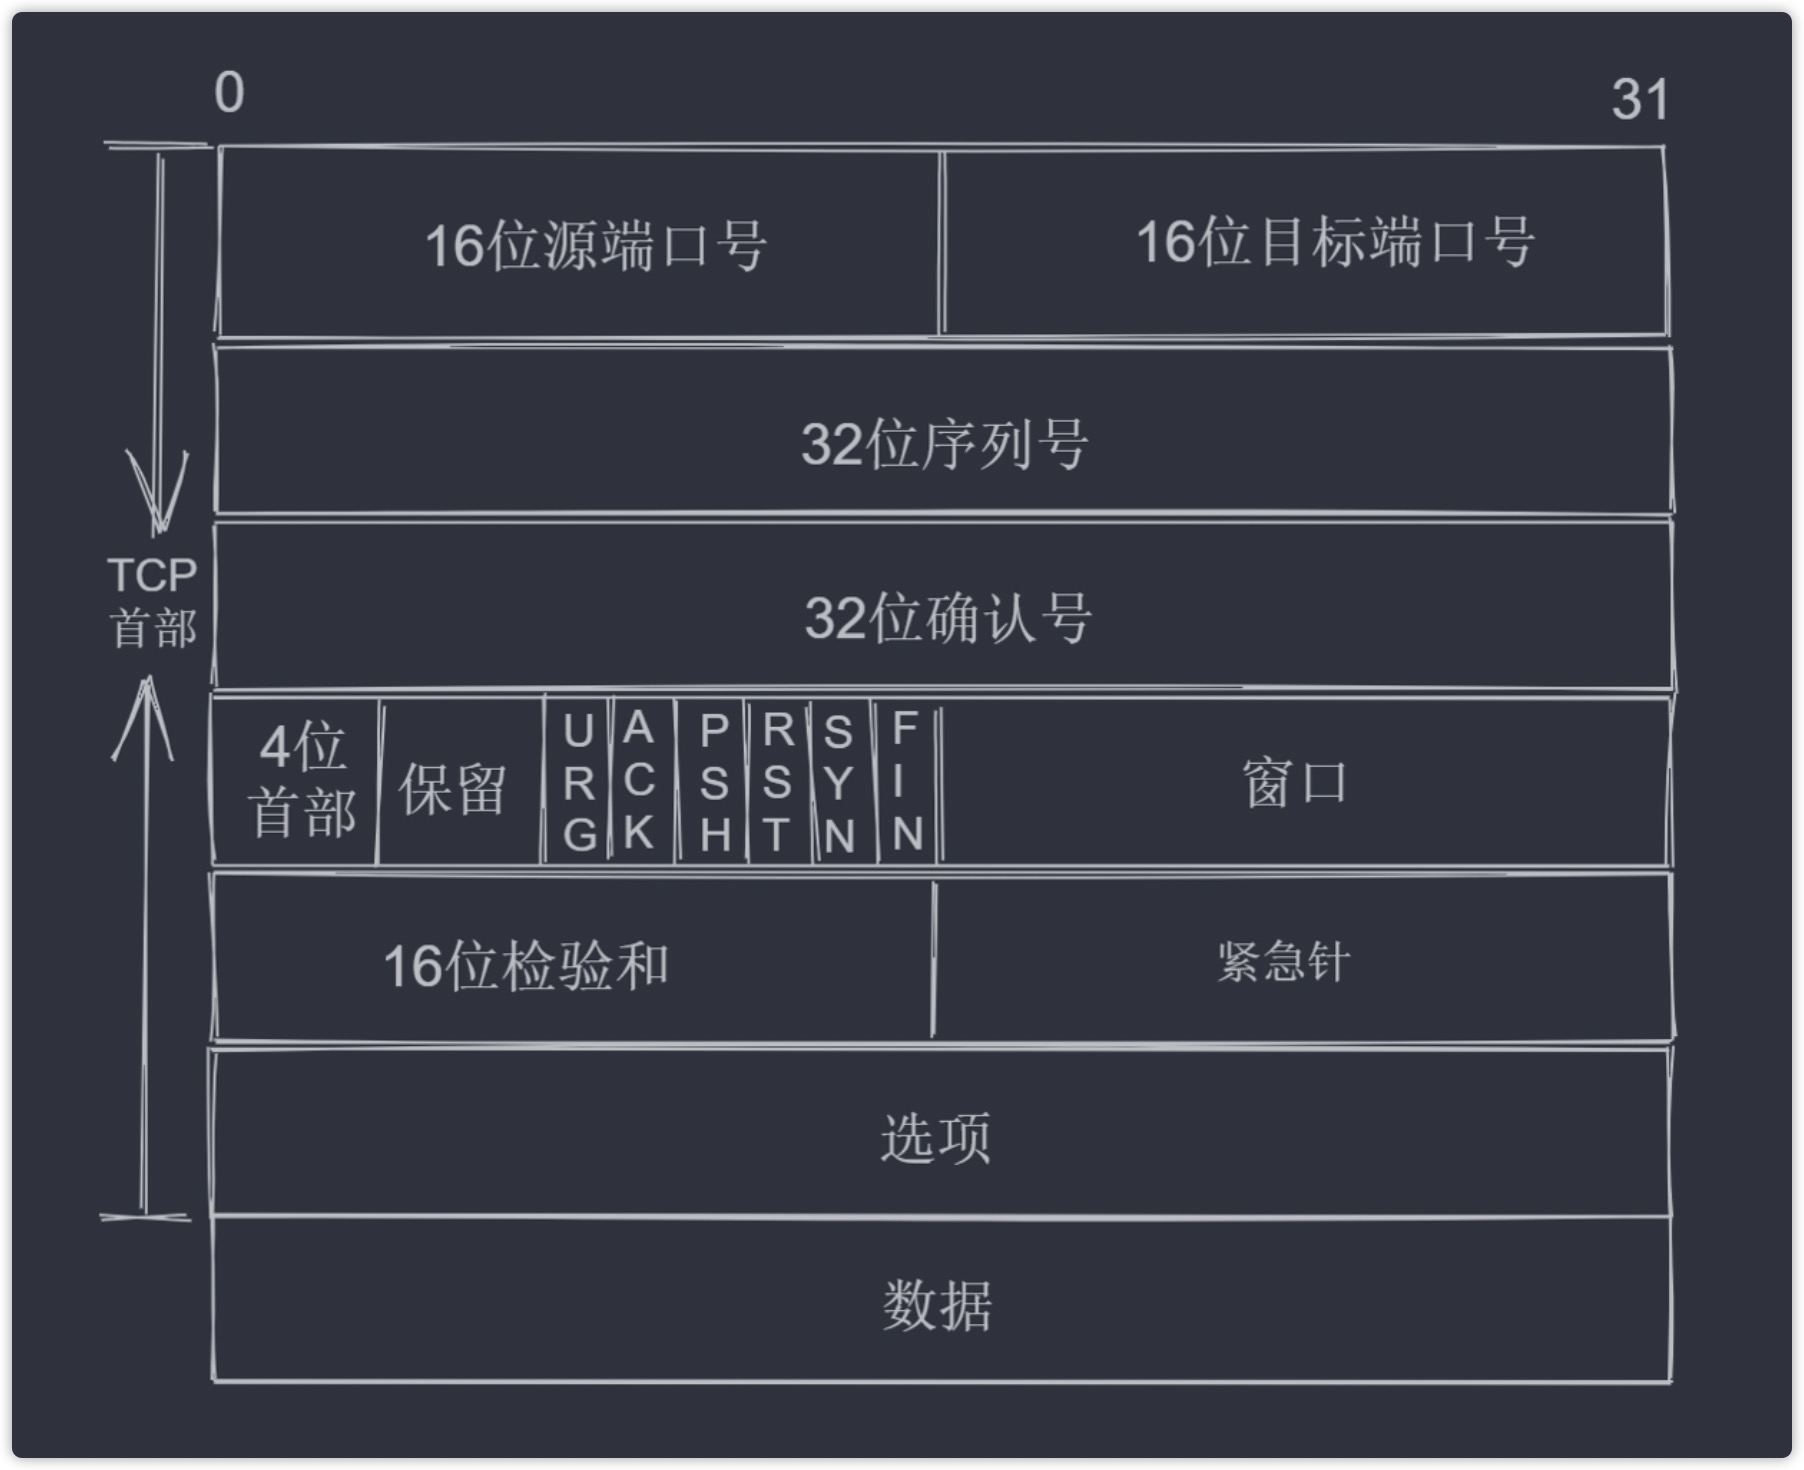 0
31
16位源端口号
16位目标端口号
32位序列号
TCP
首部
32位确认号
4位
首部
保留
URG
ACK
PSH
RST
SYN
FIN
窗口
16位检验和
紧急针
选项
数据